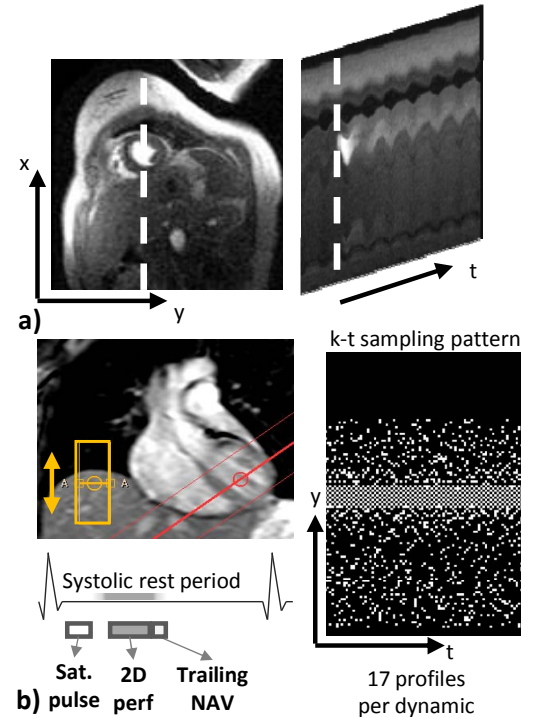 x
y
t
a)
k-t sampling pattern
A
A
y
t
Systolic rest period
Sat.
pulse
2D
perf
Trailing
NAV
17 profiles
per dynamic
b)